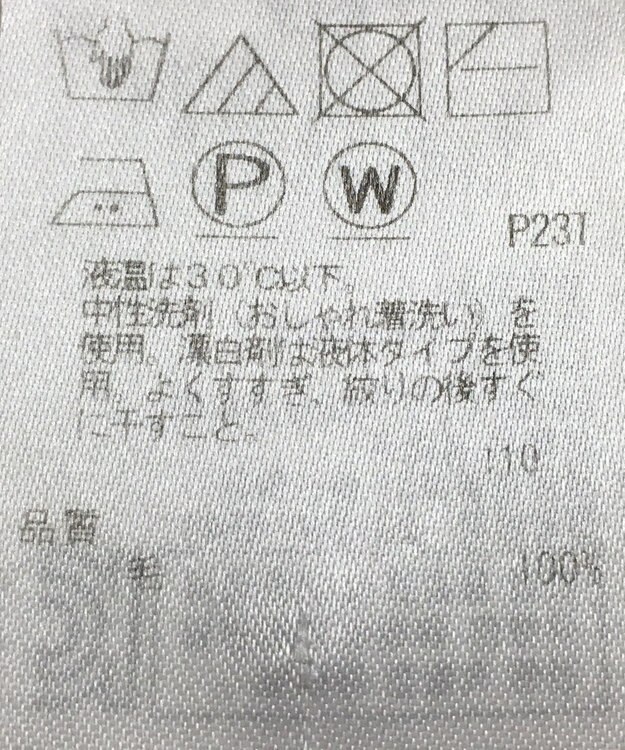 P W
P231
液温は30℃以下。
中性洗剤（おしゃれ着洗い）を
使用。漂白剤は液体タイプを使
用。よくすすぎ、絞りの後すぐ
に干すこと。
110
品質
毛 100%